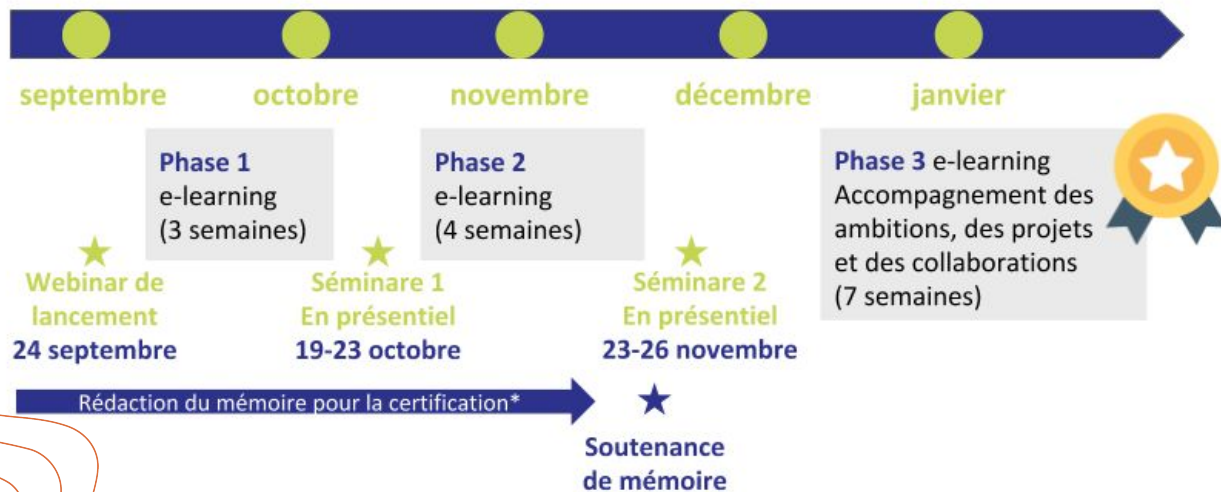 septembre
octobre
novembre
décembre
janvier
Phase 1
e-learning
(3 semaines)
Phase 2
e-learning
(4 semaines)
Phase 3 e-learning
Accompagnement des
ambitions, des projets
et des collaborations
(7 semaines)
Webinar de
lancement
24 septembre
Séminare 1
En présentiel
19-23 octobre
Séminare 2
En présentiel
23-26 novembre
Rédaction du mémoire pour la certification*
Soutenance
de mémoire